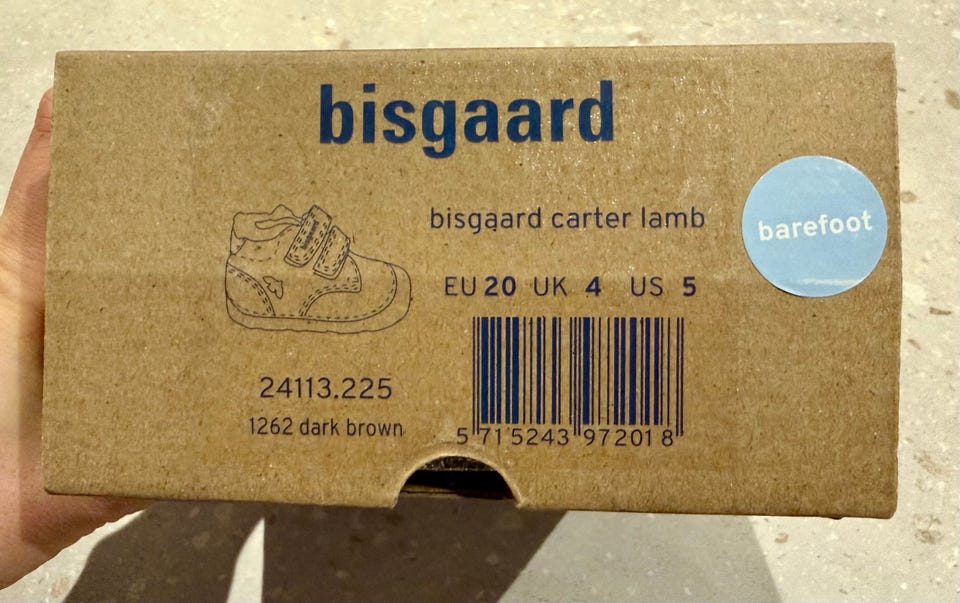 bisgaard
bisgaard carter lamb
barefoot
EU 20 UK 4 US 5
24113.225
1262 dark brown
5 715243 972018